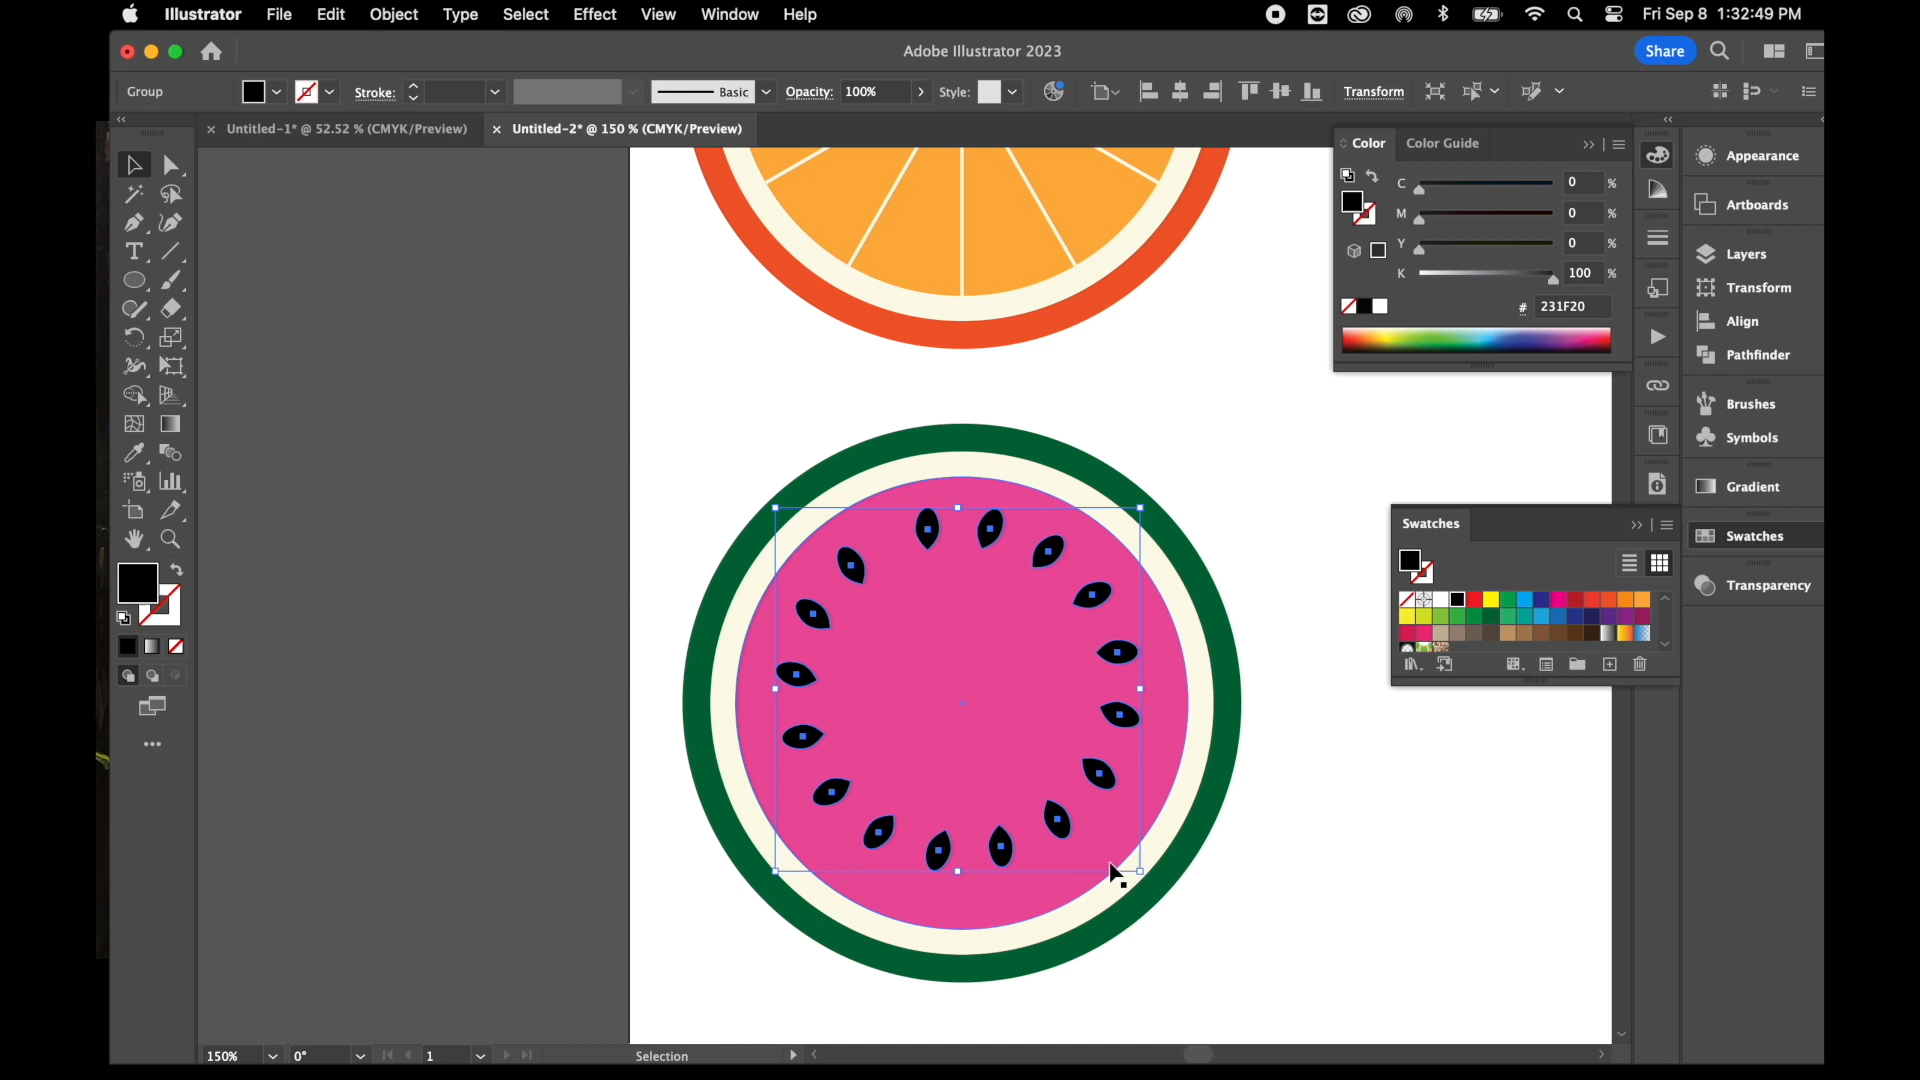 Illustrator File Edit Object Type Select Effect View Window Help Fri Sep 8 1:32:49 PM
Adobe Illustrator 2023 Share
Group Stroke: Basic Opacity: 100% Style: Transform
Untitled-1* @ 52.52 % (CMYK/Preview) Untitled-2* @ 150 % (CMYK/Preview)
Color Color Guide
C 0 %
M 0 %
Y 0 %
K 100 %
# 231F20
Appearance
Artboards
Layers
Transform
Align
Pathfinder
Brushes
Symbols
Gradient
Swatches
Transparency
Swatches
150% 0° 1 Selection